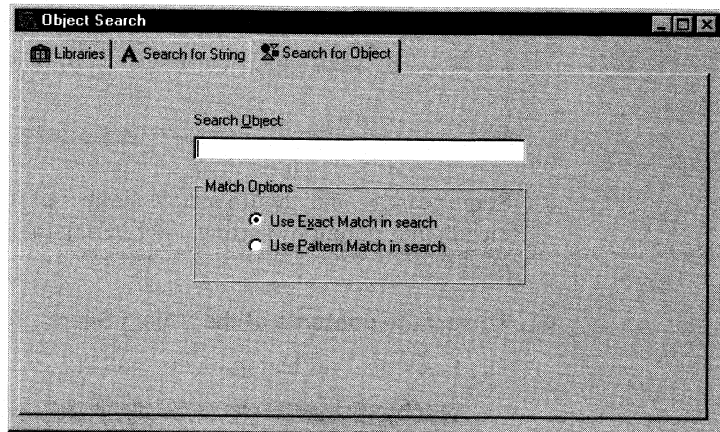 Object Search
Libraries
Search for String
Search for Object
Search Object:
Match Options
Use Exact Match in search
Use Pattern Match in search